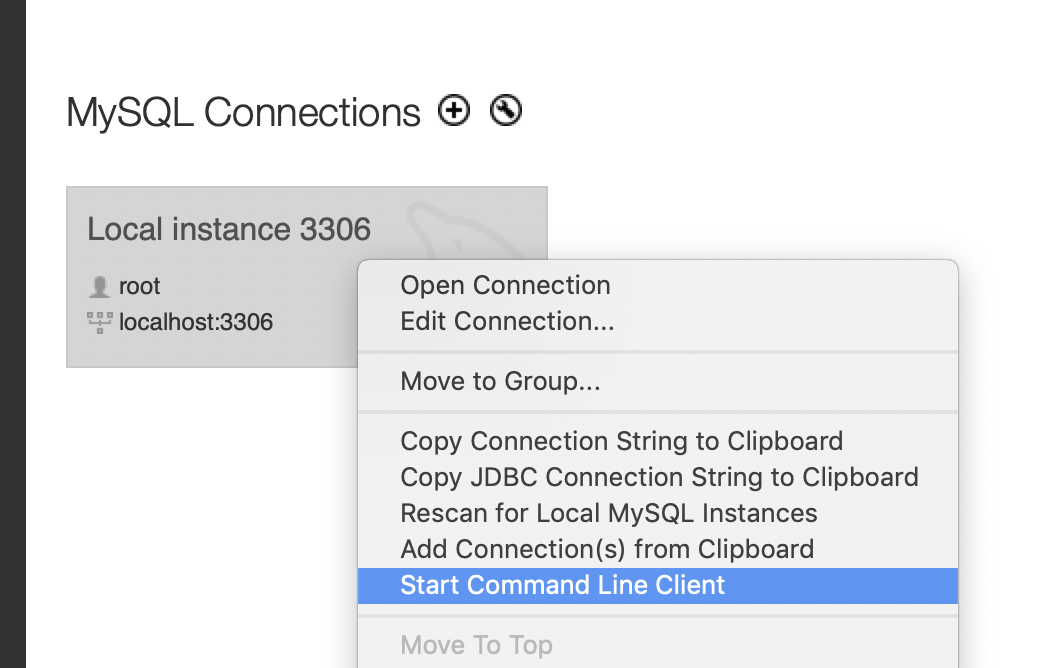 MySQL Connections
Local instance 3306
root
localhost:3306
Open Connection
Edit Connection...
Move to Group...
Copy Connection String to Clipboard
Copy JDBC Connection String to Clipboard
Rescan for Local MySQL Instances
Add Connection(s) from Clipboard
Start Command Line Client
Move To Top